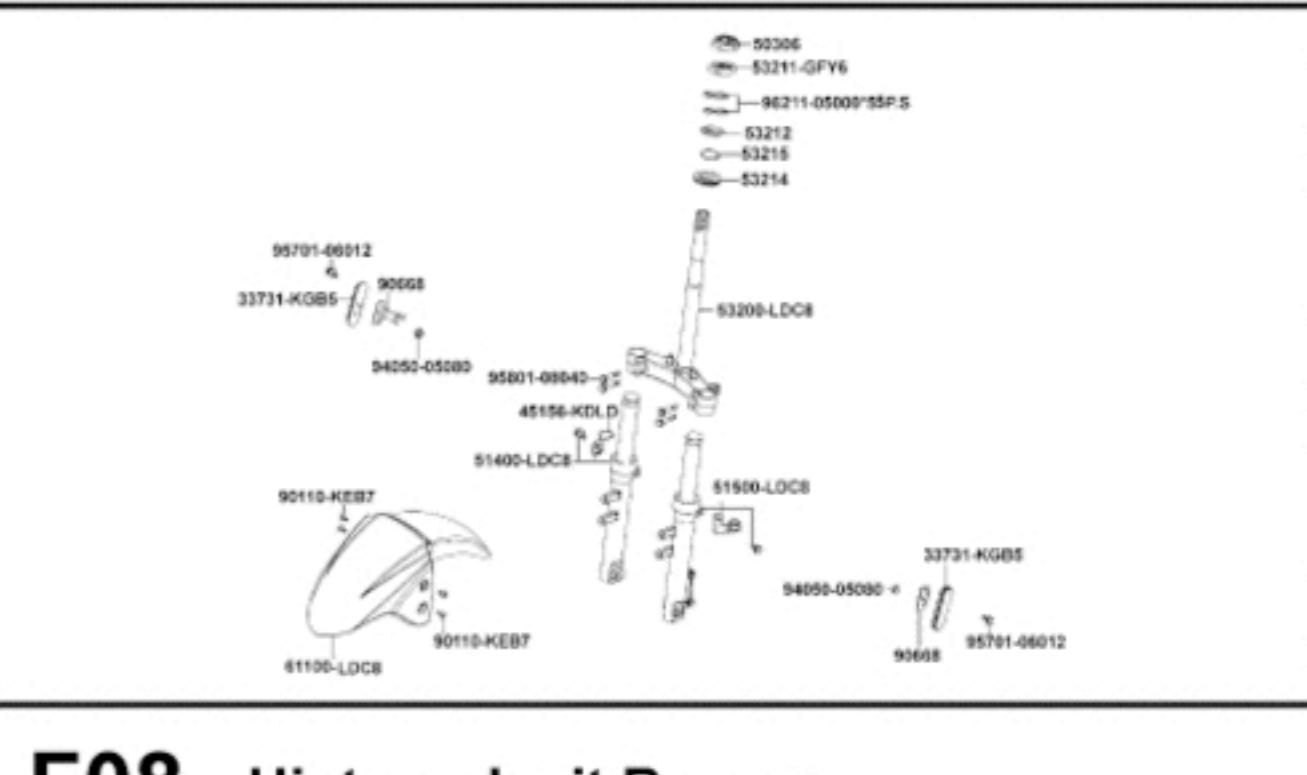 50306
53211-GFY6
96211-05000*55P.S
53212
53215
53214
95701-06012
90668
33731-KGB5
53200-LDC8
94050-05080
95801-08040
45156-KDLD
51400-LDC8
51500-LDC8
90110-KEB7
33731-KGB5
94050-05080
90110-KEB7
95701-06012
90668
61100-LDC8